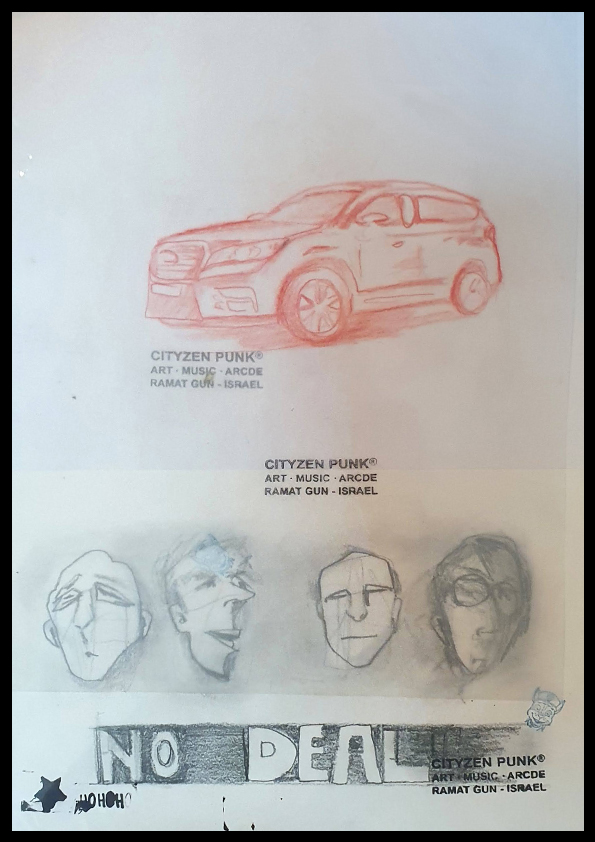 CITYZEN PUNK®
ART · MUSIC · ARCDE
RAMAT GUN - ISRAEL
CITYZEN PUNK®
ART · MUSIC · ARCDE
RAMAT GUN - ISRAEL
NO DEAL
CITYZEN PUNK®
ART · MUSIC · ARCDE
RAMAT GUN - ISRAEL
HOHOHO